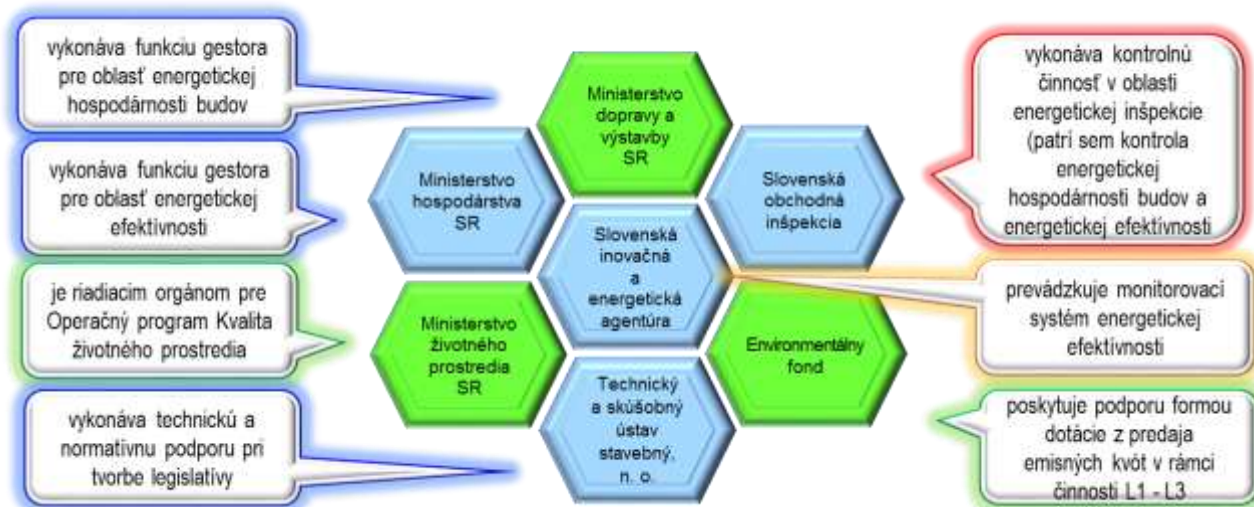 vykonáva funkciu gestora
pre oblasť energetickej
hospodárnosti budov
vykonáva funkciu gestora
pre oblasť energetickej
efektívnosti
je riadiacim orgánom pre
Operačný program Kvalita
životného prostredia
vykonáva technickú a
normatívnu podporu pri
tvorbe legislatívy
Ministerstvo
dopravy a
výstavby
SR
Ministerstvo
hospodárstva
SR
Slovenská
obchodná
inšpekcia
Slovenská
inovačná
a
energetická
agentúra
Ministerstvo
životného
prostredia
SR
Environmentálny
fond
Technický
a skúšobný
ústav
stavebný,
n. o.
vykonáva kontrolnú
činnosť v oblasti
energetickej inšpekcie
(patrí sem kontrola
energetickej
hospodárnosti budov a
energetickej efektívnosti
prevádzkuje monitorovací
systém energetickej
efektívnosti
poskytuje podporu formou
dotácie z predaja
emisných kvót v rámci
činnosti L1 - L3